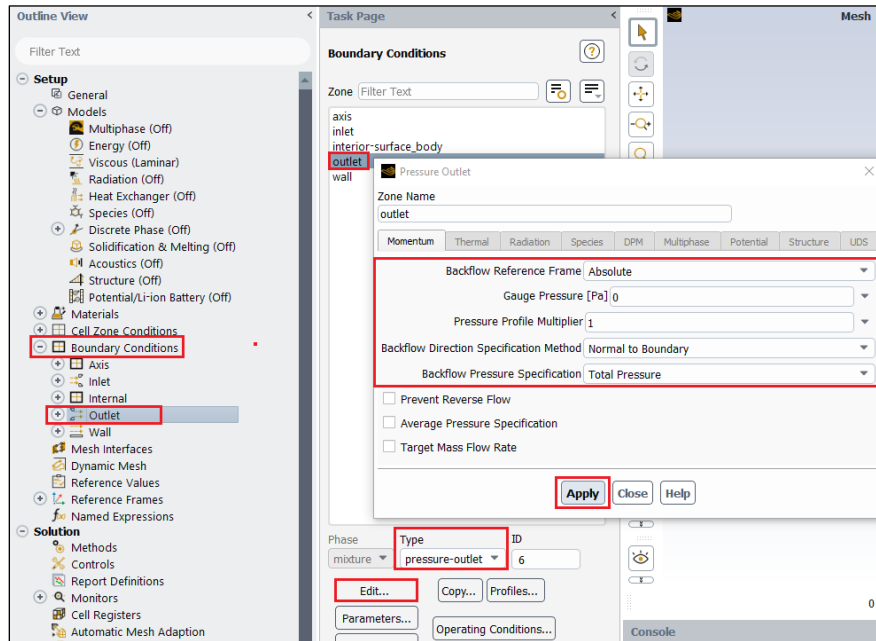 Outline View
Filter Text
Setup
General
Models
Multiphase (Off)
Energy (Off)
Viscous (Laminar)
Radiation (Off)
Heat Exchanger (Off)
Species (Off)
Discrete Phase (Off)
Solidification & Melting (Off)
Acoustics (Off)
Structure (Off)
Potential/Li-ion Battery (Off)
Materials
Cell Zone Conditions
Boundary Conditions
Axis
Inlet
Internal
Outlet
Wall
Mesh Interfaces
Dynamic Mesh
Reference Values
Reference Frames
Named Expressions
Solution
Methods
Controls
Report Definitions
Monitors
Cell Registers
Automatic Mesh Adaption
Task Page
Boundary Conditions
Zone Filter Text
axis
inlet
interior-surface_body
outlet
wall
Phase Type ID
mixture pressure-outlet 6
Edit... Copy... Profiles...
Parameters... Operating Conditions...
Pressure Outlet
Zone Name
outlet
Momentum Thermal Radiation Species DPM Multiphase Potential Structure UDS
Backflow Reference Frame Absolute
Gauge Pressure [Pa] 0
Pressure Profile Multiplier 1
Backflow Direction Specification Method Normal to Boundary
Backflow Pressure Specification Total Pressure
Prevent Reverse Flow
Average Pressure Specification
Target Mass Flow Rate
Apply Close Help
Mesh
0
Console